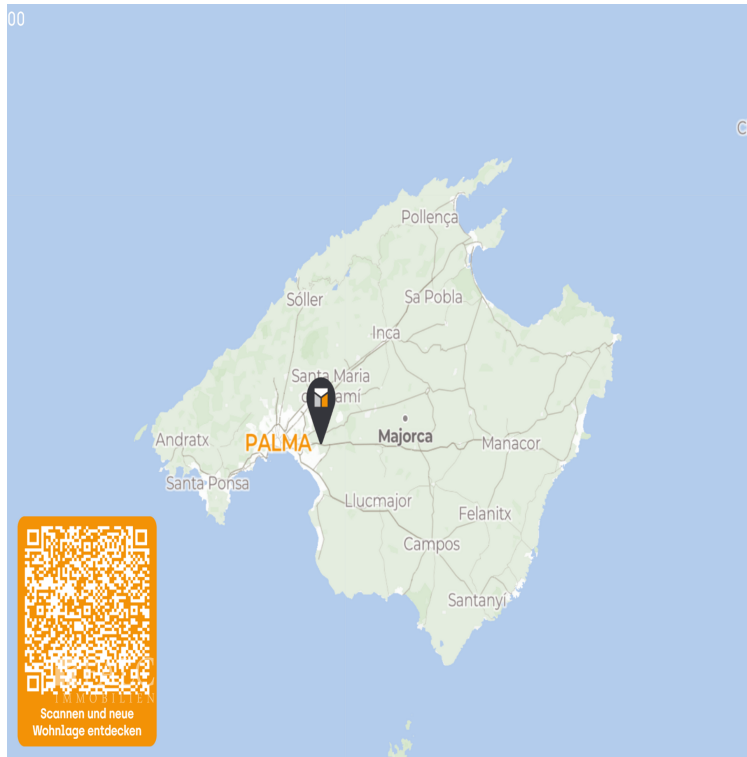 00
C
Pollença
Sóller
Sa Pobla
Inca
Santa Maria
Andratx
PALMA
Majorca
Manacor
Santa Ponsa
Llucmajor
Felanitx
Campos
Santanyí
IMMOBILIEN
Scannen und neue
Wohnlage entdecken